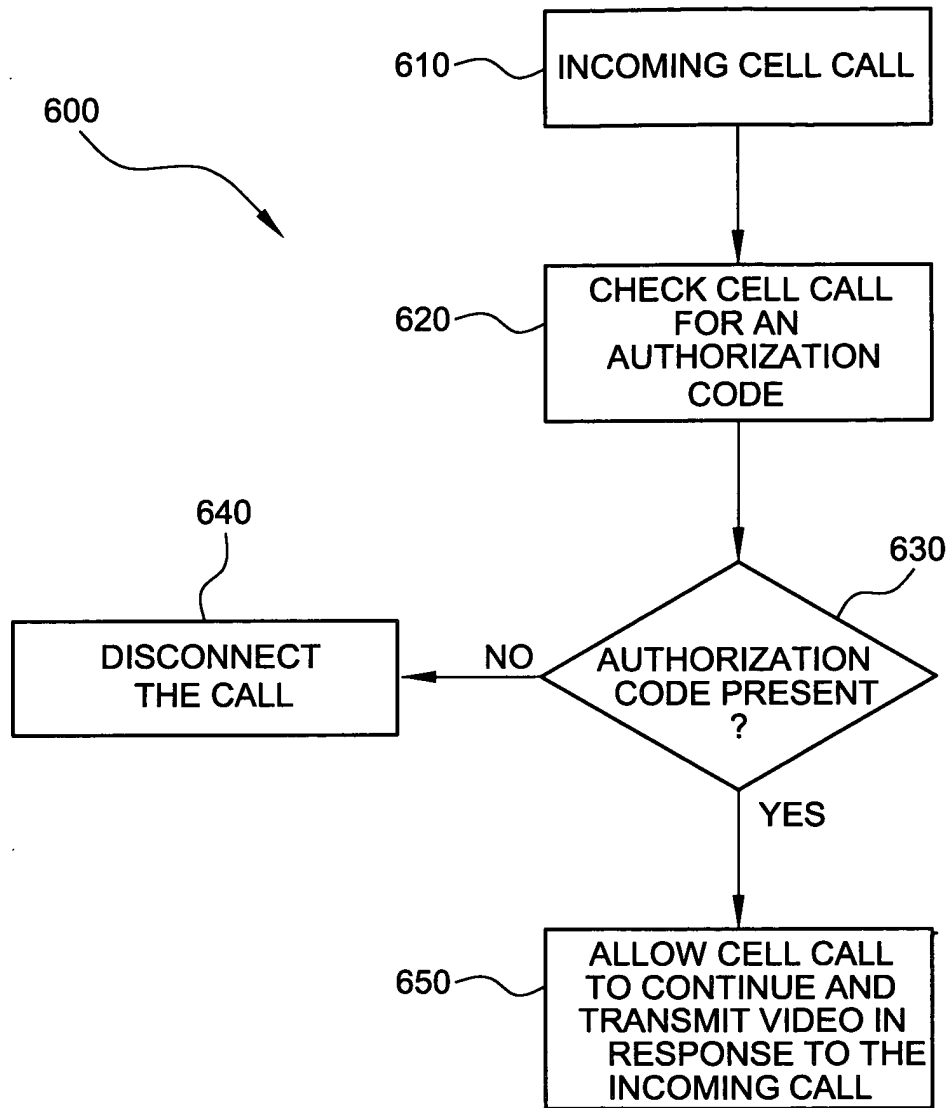 610
INCOMING CELL CALL
600
620
CHECK CELL CALL
FOR AN
AUTHORIZATION
CODE
640
630
DISCONNECT
THE CALL
NO
AUTHORIZATION
CODE PRESENT
?
YES
650
ALLOW CELL CALL
TO CONTINUE AND
TRANSMIT VIDEO IN
RESPONSE TO THE
INCOMING CALL